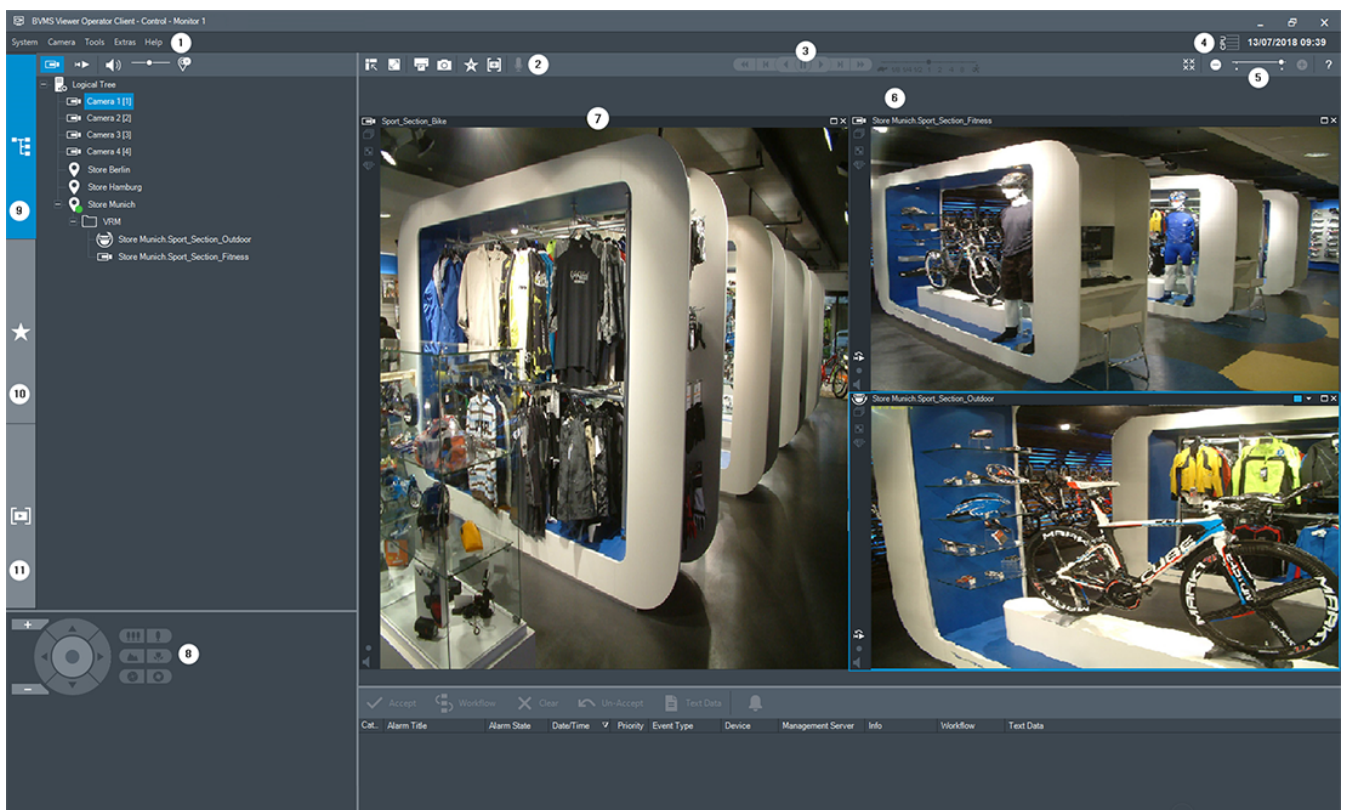 BVMS Viewer Operator Client - Control - Monitor 1
System Camera Tools Extras Help 1
3
4 CPU 13/07/2018 09:39
2
5 ?
Logical Tree
Camera 1 [1]
Camera 2 [2]
Camera 3 [3]
Camera 4 [4]
Store Berlin
Store Hamburg
Store Munich
VRM
Store Munich.Sport_Section_Outdoor
Store Munich.Sport_Section_Fitness
9
10
11
6
Sport_Section_Bike 7
Store Munich.Sport_Section_Fitness
Store Munich.Sport_Section_Outdoor
CUBE
8
Accept Workflow Clear Un-Accept Text Data
Cat.. Alarm Title Alarm State Date/Time Priority Event Type Device Management Server Info Workflow Text Data